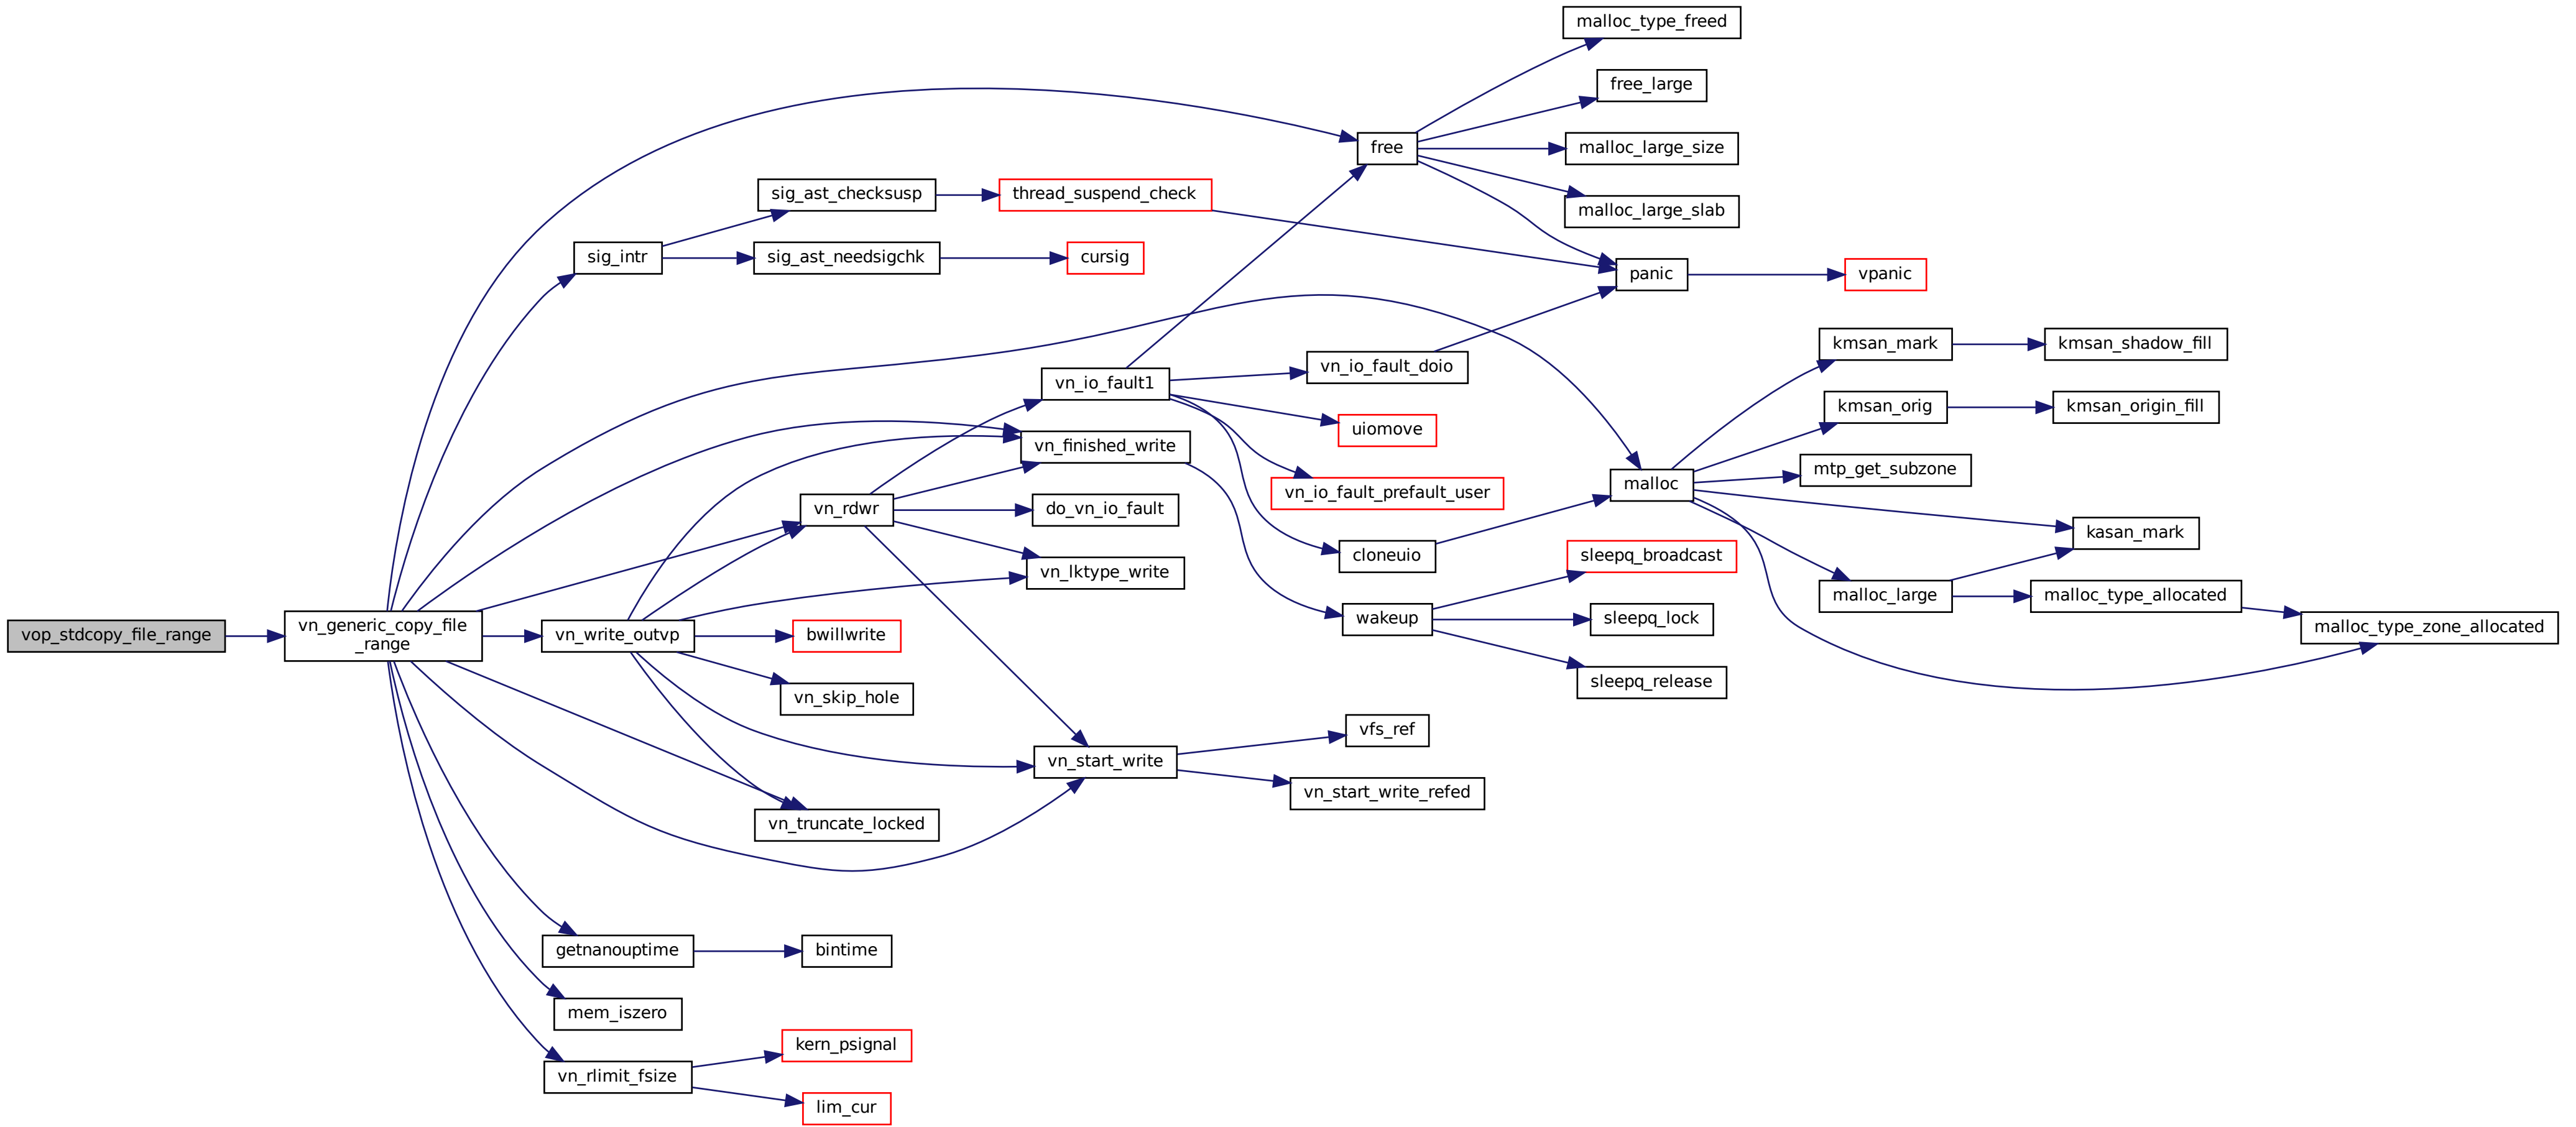 malloc_type_freed
free_large
free
malloc_large_size
sig_ast_checksusp
thread_suspend_check
malloc_large_slab
sig_intr
sig_ast_needsigchk
cursig
panic
vpanic
kmsan_mark
kmsan_shadow_fill
vn_io_fault_doio
vn_io_fault1
kmsan_orig
kmsan_origin_fill
uiomove
vn_finished_write
mtp_get_subzone
malloc
vn_io_fault_prefault_user
vn_rdwr
do_vn_io_fault
kasan_mark
cloneuio
sleepq_broadcast
vn_lktype_write
malloc_large
malloc_type_allocated
wakeup
sleepq_lock
malloc_type_zone_allocated
vop_stdcopy_file_range
vn_generic_copy_file
_range
vn_write_outvp
bwillwrite
sleepq_release
vn_skip_hole
vfs_ref
vn_start_write
vn_start_write_refed
vn_truncate_locked
getnanouptime
bintime
mem_iszero
kern_psignal
vn_rlimit_fsize
lim_cur